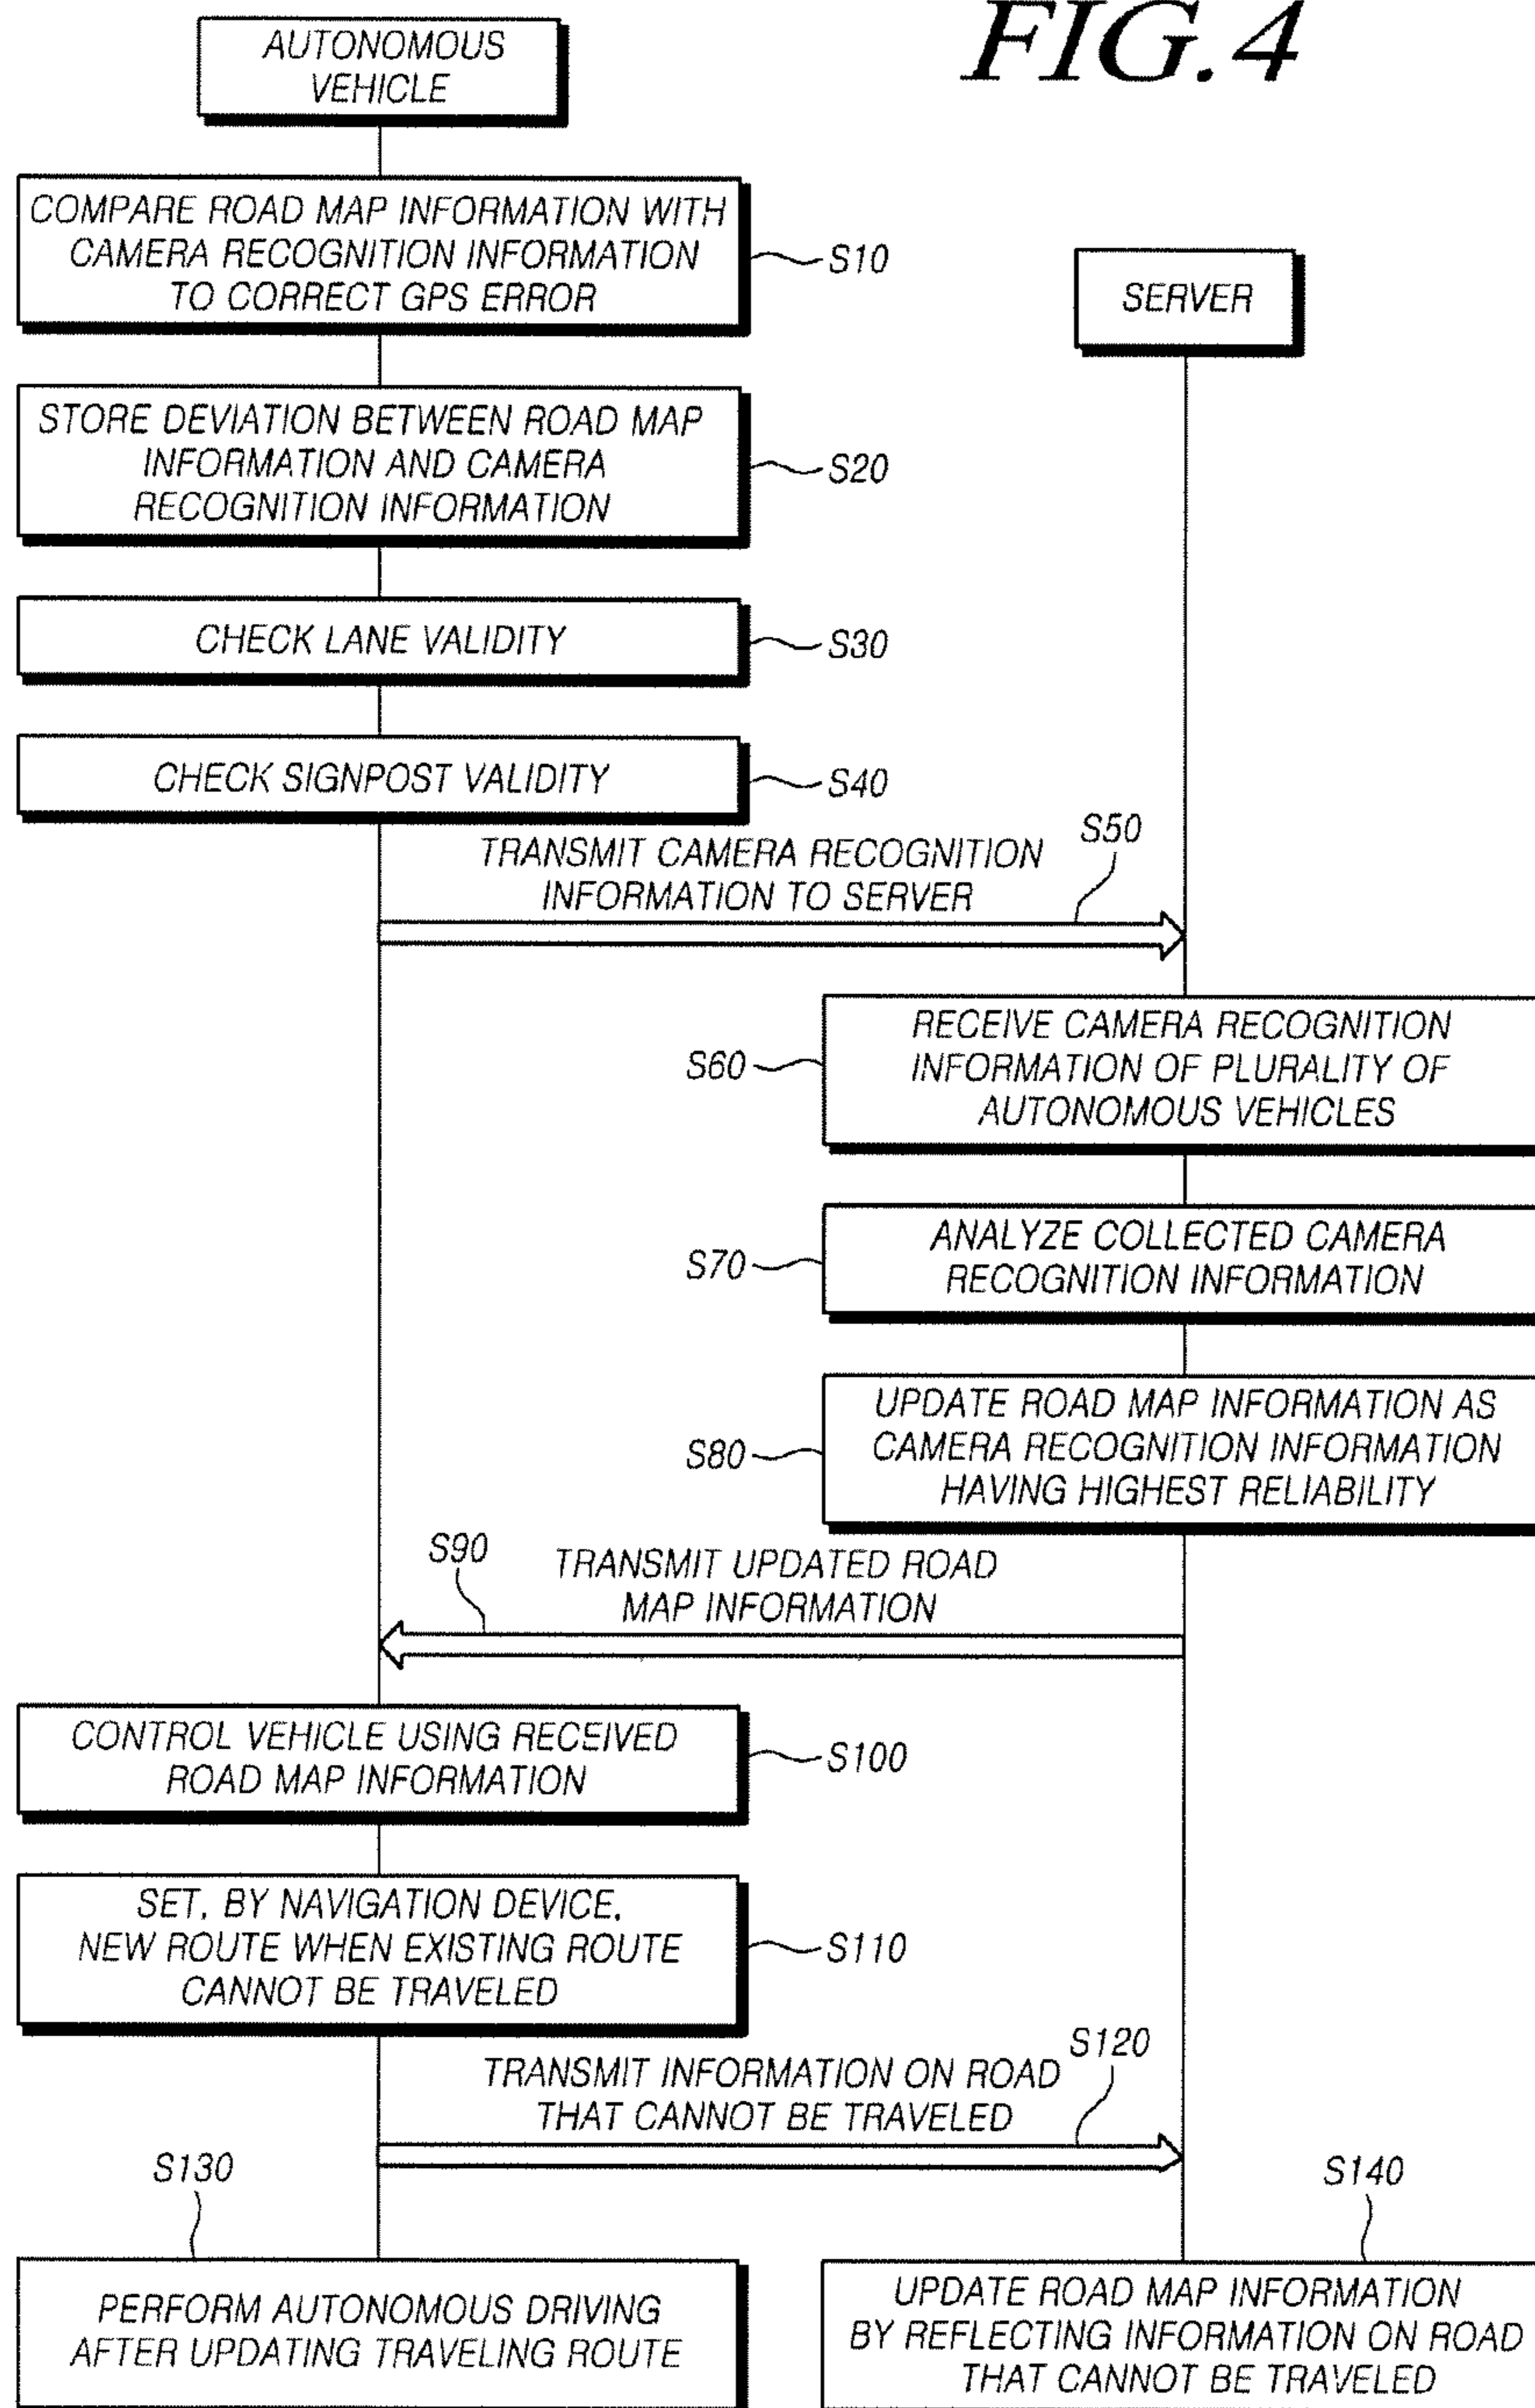 FIG. 4
AUTONOMOUS
VEHICLE
COMPARE ROAD MAP INFORMATION WITH
CAMERA RECOGNITION INFORMATION
TO CORRECT GPS ERROR
S10
SERVER
STORE DEVIATION BETWEEN ROAD MAP
INFORMATION AND CAMERA
RECOGNITION INFORMATION
S20
CHECK LANE VALIDITY
S30
CHECK SIGNPOST VALIDITY
S40
TRANSMIT CAMERA RECOGNITION
INFORMATION TO SERVER
S50
RECEIVE CAMERA RECOGNITION
INFORMATION OF PLURALITY OF
AUTONOMOUS VEHICLES
S60
ANALYZE COLLECTED CAMERA
RECOGNITION INFORMATION
S70
UPDATE ROAD MAP INFORMATION AS
CAMERA RECOGNITION INFORMATION
HAVING HIGHEST RELIABILITY
S80
S90
TRANSMIT UPDATED ROAD
MAP INFORMATION
CONTROL VEHICLE USING RECEIVED
ROAD MAP INFORMATION
S100
SET, BY NAVIGATION DEVICE,
NEW ROUTE WHEN EXISTING ROUTE
CANNOT BE TRAVELED
S110
TRANSMIT INFORMATION ON ROAD
THAT CANNOT BE TRAVELED
S120
S130
PERFORM AUTONOMOUS DRIVING
AFTER UPDATING TRAVELING ROUTE
S140
UPDATE ROAD MAP INFORMATION
BY REFLECTING INFORMATION ON ROAD
THAT CANNOT BE TRAVELED